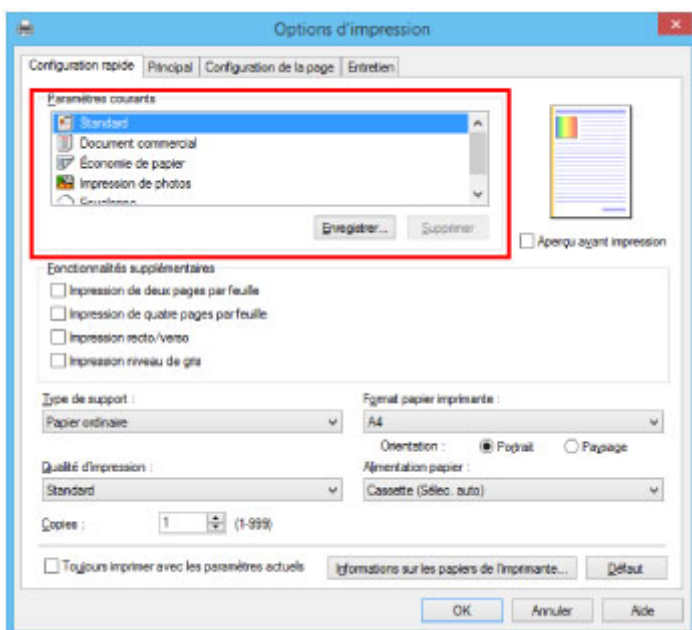 Options d'impression
Configuration rapide Principal Configuration de la page Entretien
Paramètres courants
Standard
Document commercial
Économie de papier
Impression de photos
Enregistrer... Supprimer
Aperçu avant impression
Fonctionnalités supplémentaires
Impression de deux pages par feuille
Impression de quatre pages par feuille
Impression recto/verso
Impression niveau de gris
Type de support : Format papier imprimante :
Papier ordinaire A4
Orientation : Portrait Paysage
Qualité d'impression : Alimentation papier :
Standard Cassette (Sélec. auto)
Copies : 1 (1-999)
Toujours imprimer avec les paramètres actuels Informations sur les papiers de l'imprimante... Défaut
OK Annuler Aide